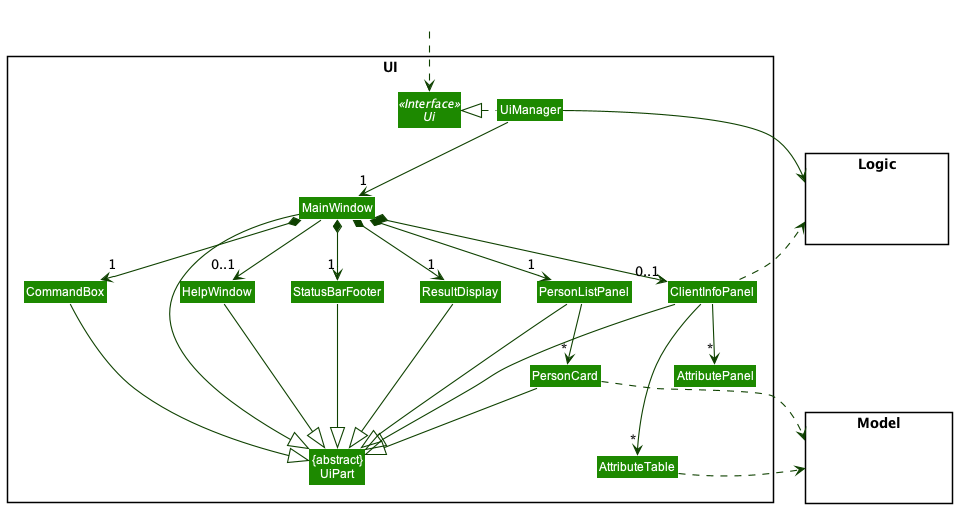 UI
«Interface»
Ui
UiManager
Logic
1
MainWindow
1
0..1
1
1
1
0..1
CommandBox
HelpWindow
StatusBarFooter
ResultDisplay
PersonListPanel
ClientInfoPanel
*
*
PersonCard
AttributePanel
Model
*
{abstract}
UiPart
AttributeTable